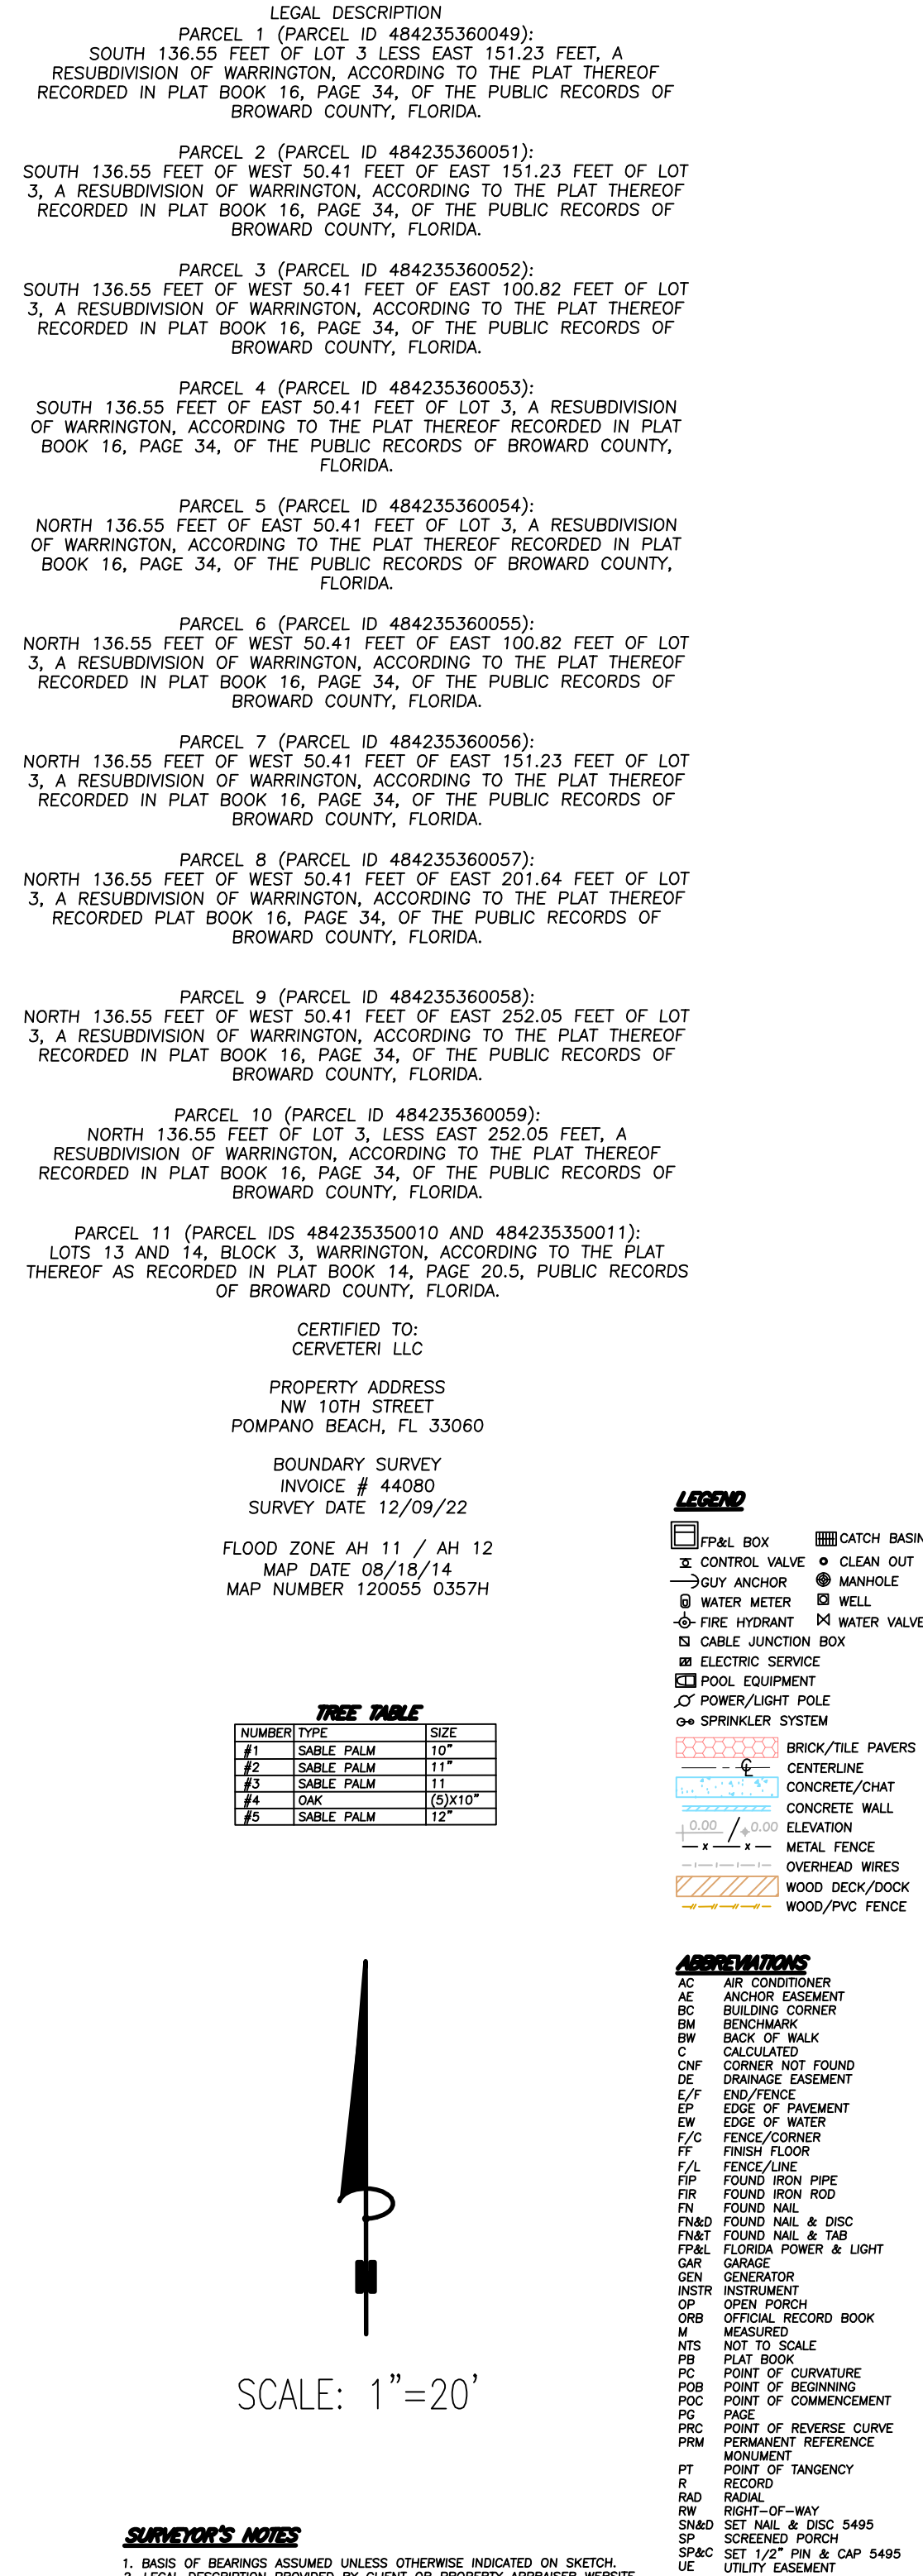 LEGAL DESCRIPTION
PARCEL 1 (PARCEL ID 484235360049):
SOUTH 136.55 FEET OF LOT 3 LESS EAST 151.23 FEET, A
RESUBDIVISION OF WARRINGTON, ACCORDING TO THE PLAT THEREOF
RECORDED IN PLAT BOOK 16, PAGE 34, OF THE PUBLIC RECORDS OF
BROWARD COUNTY, FLORIDA.
PARCEL 2 (PARCEL ID 484235360051):
SOUTH 136.55 FEET OF WEST 50.41 FEET OF EAST 151.23 FEET OF LOT
3, A RESUBDIVISION OF WARRINGTON, ACCORDING TO THE PLAT THEREOF
RECORDED IN PLAT BOOK 16, PAGE 34, OF THE PUBLIC RECORDS OF
BROWARD COUNTY, FLORIDA.
PARCEL 3 (PARCEL ID 484235360052):
SOUTH 136.55 FEET OF WEST 50.41 FEET OF EAST 100.82 FEET OF LOT
3, A RESUBDIVISION OF WARRINGTON, ACCORDING TO THE PLAT THEREOF
RECORDED IN PLAT BOOK 16, PAGE 34, OF THE PUBLIC RECORDS OF
BROWARD COUNTY, FLORIDA.
PARCEL 4 (PARCEL ID 484235360053):
SOUTH 136.55 FEET OF EAST 50.41 FEET OF LOT 3, A RESUBDIVISION
OF WARRINGTON, ACCORDING TO THE PLAT THEREOF RECORDED IN PLAT
BOOK 16, PAGE 34, OF THE PUBLIC RECORDS OF BROWARD COUNTY,
FLORIDA.
PARCEL 5 (PARCEL ID 484235360054):
NORTH 136.55 FEET OF EAST 50.41 FEET OF LOT 3, A RESUBDIVISION
OF WARRINGTON, ACCORDING TO THE PLAT THEREOF RECORDED IN PLAT
BOOK 16, PAGE 34, OF THE PUBLIC RECORDS OF BROWARD COUNTY,
FLORIDA.
PARCEL 6 (PARCEL ID 484235360055):
NORTH 136.55 FEET OF WEST 50.41 FEET OF EAST 100.82 FEET OF LOT
3, A RESUBDIVISION OF WARRINGTON, ACCORDING TO THE PLAT THEREOF
RECORDED IN PLAT BOOK 16, PAGE 34, OF THE PUBLIC RECORDS OF
BROWARD COUNTY, FLORIDA.
PARCEL 7 (PARCEL ID 484235360056):
NORTH 136.55 FEET OF WEST 50.41 FEET OF EAST 151.23 FEET OF LOT
3, A RESUBDIVISION OF WARRINGTON, ACCORDING TO THE PLAT THEREOF
RECORDED IN PLAT BOOK 16, PAGE 34, OF THE PUBLIC RECORDS OF
BROWARD COUNTY, FLORIDA.
PARCEL 8 (PARCEL ID 484235360057):
NORTH 136.55 FEET OF WEST 50.41 FEET OF EAST 201.64 FEET OF LOT
3, A RESUBDIVISION OF WARRINGTON, ACCORDING TO THE PLAT THEREOF
RECORDED PLAT BOOK 16, PAGE 34, OF THE PUBLIC RECORDS OF
BROWARD COUNTY, FLORIDA.
PARCEL 9 (PARCEL ID 484235360058):
NORTH 136.55 FEET OF WEST 50.41 FEET OF EAST 252.05 FEET OF LOT
3, A RESUBDIVISION OF WARRINGTON, ACCORDING TO THE PLAT THEREOF
RECORDED IN PLAT BOOK 16, PAGE 34, OF THE PUBLIC RECORDS OF
BROWARD COUNTY, FLORIDA.
PARCEL 10 (PARCEL ID 484235360059):
NORTH 136.55 FEET OF LOT 3, LESS EAST 252.05 FEET, A
RESUBDIVISION OF WARRINGTON, ACCORDING TO THE PLAT THEREOF
RECORDED IN PLAT BOOK 16, PAGE 34, OF THE PUBLIC RECORDS OF
BROWARD COUNTY, FLORIDA.
PARCEL 11 (PARCEL IDS 484235350010 AND 484235350011):
LOTS 13 AND 14, BLOCK 3, WARRINGTON, ACCORDING TO THE PLAT
THEREOF AS RECORDED IN PLAT BOOK 14, PAGE 20.5, PUBLIC RECORDS
OF BROWARD COUNTY, FLORIDA.
CERTIFIED TO:
CERVETERI LLC
PROPERTY ADDRESS
NW 10TH STREET
POMPANO BEACH, FL 33060
BOUNDARY SURVEY
INVOICE # 44080
SURVEY DATE 12/09/22
FLOOD ZONE AH 11 / AH 12
MAP DATE 08/18/14
MAP NUMBER 120055 0357H
TREE TABLE
NUMBER TYPE SIZE
#1 SABLE PALM 10"
#2 SABLE PALM 11"
#3 SABLE PALM 11
#4 OAK (5)X10"
#5 SABLE PALM 12"
SCALE: 1"=20'
LEGEND
FP&L BOX CATCH BASIN
CONTROL VALVE CLEAN OUT
GUY ANCHOR MANHOLE
WATER METER WELL
FIRE HYDRANT WATER VALVE
CABLE JUNCTION BOX
ELECTRIC SERVICE
POOL EQUIPMENT
POWER/LIGHT POLE
SPRINKLER SYSTEM
BRICK/TILE PAVERS
CENTERLINE
CONCRETE/CHAT
CONCRETE WALL
0.00 / 0.00 ELEVATION
x x METAL FENCE
OVERHEAD WIRES
WOOD DECK/DOCK
WOOD/PVC FENCE
ABBREVIATIONS
AC AIR CONDITIONER
AE ANCHOR EASEMENT
BC BUILDING CORNER
BM BENCHMARK
BW BACK OF WALK
C CALCULATED
CNF CORNER NOT FOUND
DE DRAINAGE EASEMENT
E/F END/FENCE
EP EDGE OF PAVEMENT
EW EDGE OF WATER
F/C FENCE/CORNER
FF FINISH FLOOR
F/L FENCE/LINE
FIP FOUND IRON PIPE
FIR FOUND IRON ROD
FN FOUND NAIL
FN&D FOUND NAIL & DISC
FN&T FOUND NAIL & TAB
FP&L FLORIDA POWER & LIGHT
GAR GARAGE
GEN GENERATOR
INSTR INSTRUMENT
OP OPEN PORCH
ORB OFFICIAL RECORD BOOK
M MEASURED
NTS NOT TO SCALE
PB PLAT BOOK
PC POINT OF CURVATURE
POB POINT OF BEGINNING
POC POINT OF COMMENCEMENT
PG PAGE
PRC POINT OF REVERSE CURVE
PRM PERMANENT REFERENCE
MONUMENT
PT POINT OF TANGENCY
R RECORD
RAD RADIAL
RW RIGHT-OF-WAY
SN&D SET NAIL & DISC 5495
SP SCREENED PORCH
SP&C SET 1/2" PIN & CAP 5495
UE UTILITY EASEMENT
SURVEYOR'S NOTES
1. BASIS OF BEARINGS ASSUMED UNLESS OTHERWISE INDICATED ON SKETCH.
2. LEGAL DESCRIPTION PROVIDED BY CLIENT OR PROPERTY APPRAISER WEBSITE